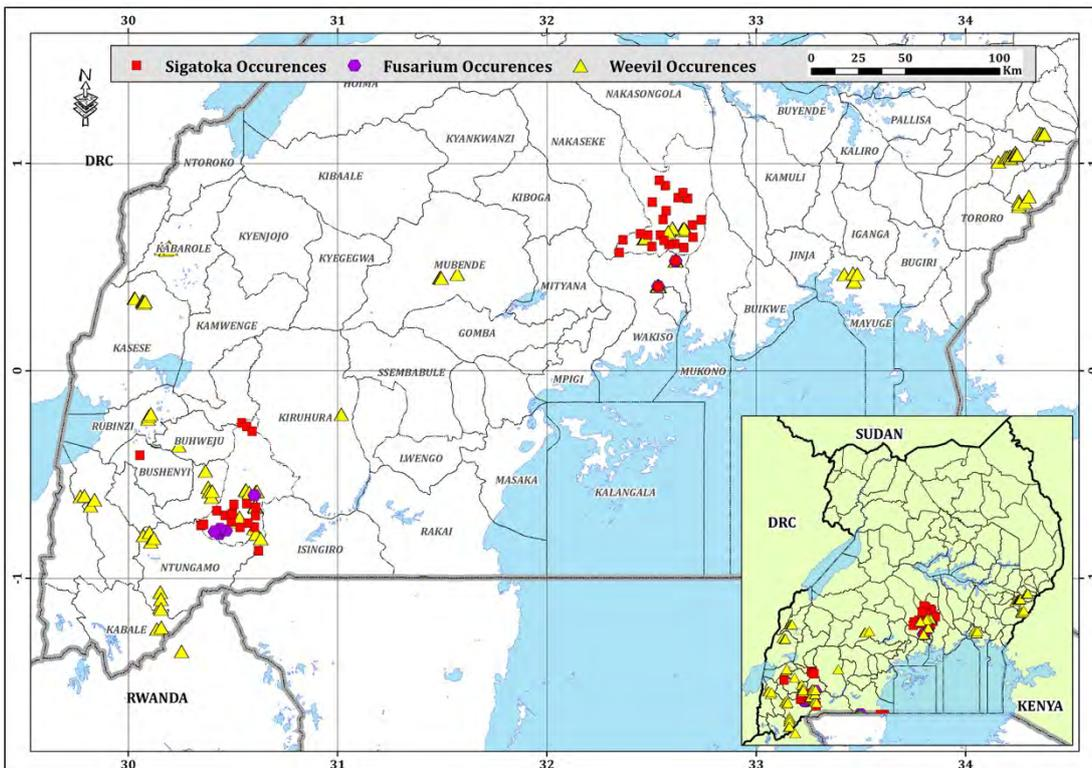 30 31 32 33 34
Sigatoka Occurences Fusarium Occurences Weevil Occurences
0 25 50 100
Km
N
HOIMA
NAKASONGOLA
BUYENDE
PALLISA
KYANKWANZI
NAKASEKE
KALIRO
1
DRC
NTOROKO
1
KIBAALE
KAMULI
KIBOGA
TORORO
KABAROLE
KYENJOJO
IGANGA
KYEGEGWA
MUBENDE
JINJA
BUGIRI
MITYANA
BUIKWE
KAMWENGE
GOMBA
WAKISO
MAYUGE
KASESE
0
SSEMBABULE
MPIGI
MUKONO
0
RUBINZI
KIRUHURA
BUHWEJU
BUSHENYI
LWENGO
MASAKA
KALANGALA
RAKAI
ISINGIRO
NTUNGAMO
1
KABALE
RWANDA
SUDAN
DRC
KENYA
30 31 32 33 34